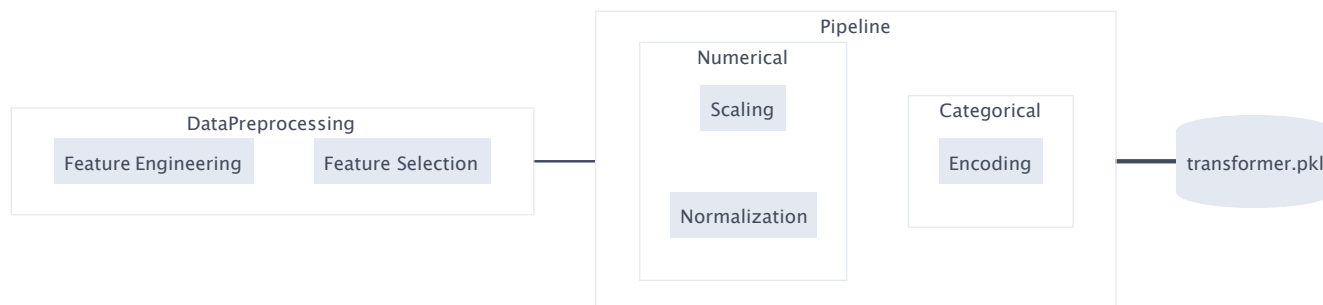 Pipeline
Numerical
Scaling
Normalization
Categorical
Encoding
DataPreprocessing
Feature Engineering
Feature Selection
transformer.pkl